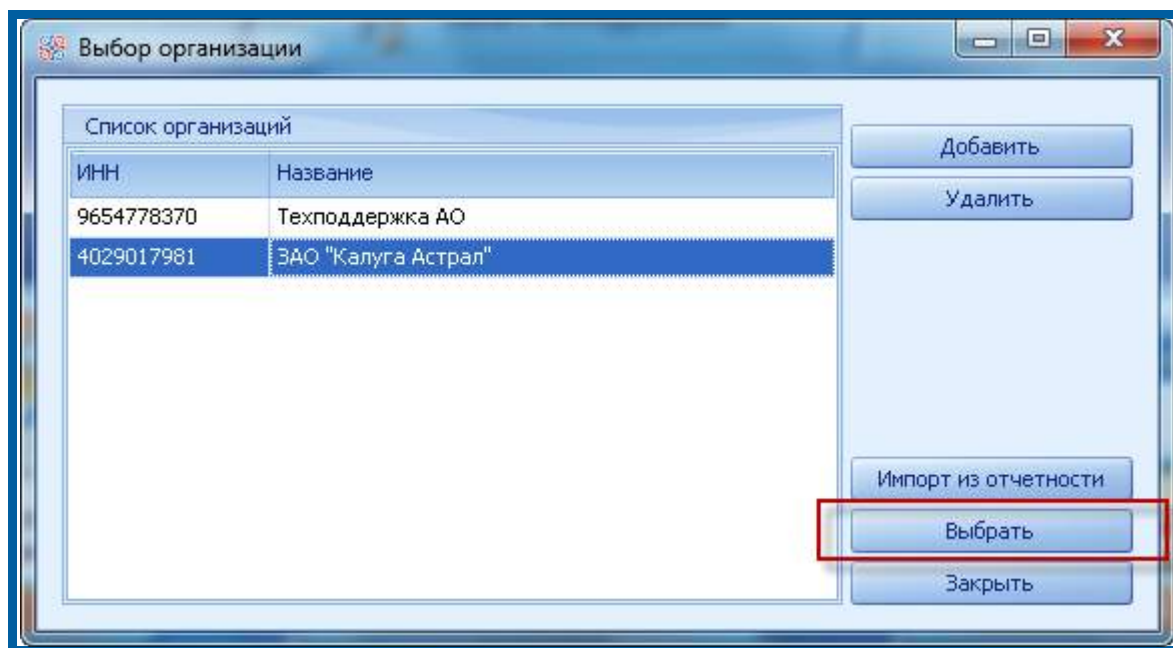 Выбор организации
Список организаций
ИНН Название
9654778370 Техподдержка АО
4029017981 ЗАО "Калуга Астрал"
Добавить
Удалить
Импорт из отчетности
Выбрать
Закрыть